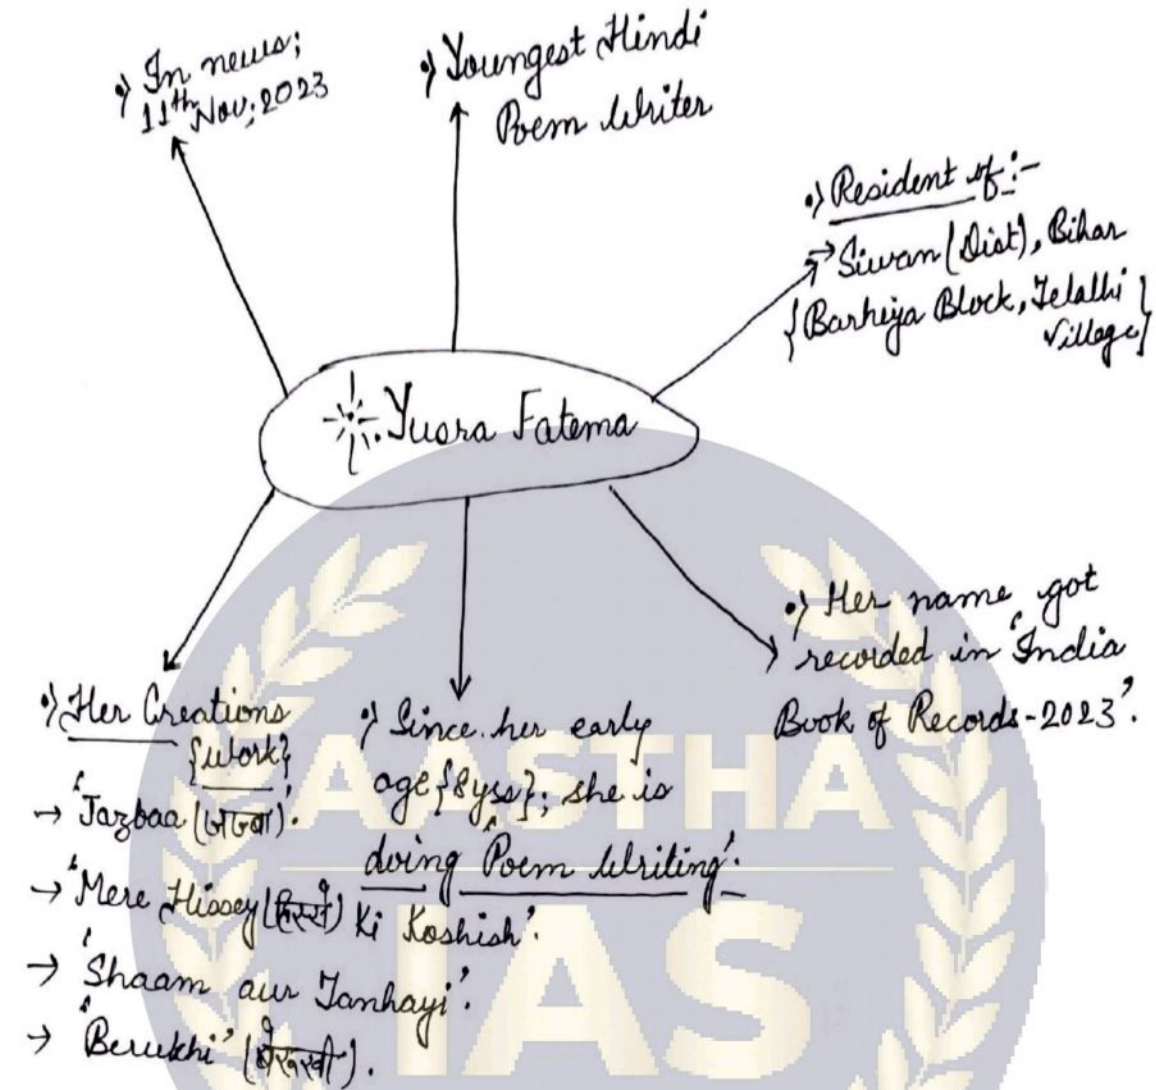 •) In news;
11th Nov; 2023
•) Youngest Hindi
Poem Writer
•) Resident of :-
→ Siwan (Dist), Bihar
{Barhiya Block, Telalhi
Village}
Yusra Fatema
•) Her name got
recorded in 'India
Book of Records-2023'.
•) Her Creations
{Work}
→ 'Jazbaa (जज्बा)'.
→ 'Mere Hissey (हिस्से) Ki Koshish'.
→ 'Shaam aur Tanhayi'.
→ 'Berukhi' (बेरूखी).
•) Since her early
age {8yrs}; she is
doing 'Poem Writing'.
AASTHA
IAS